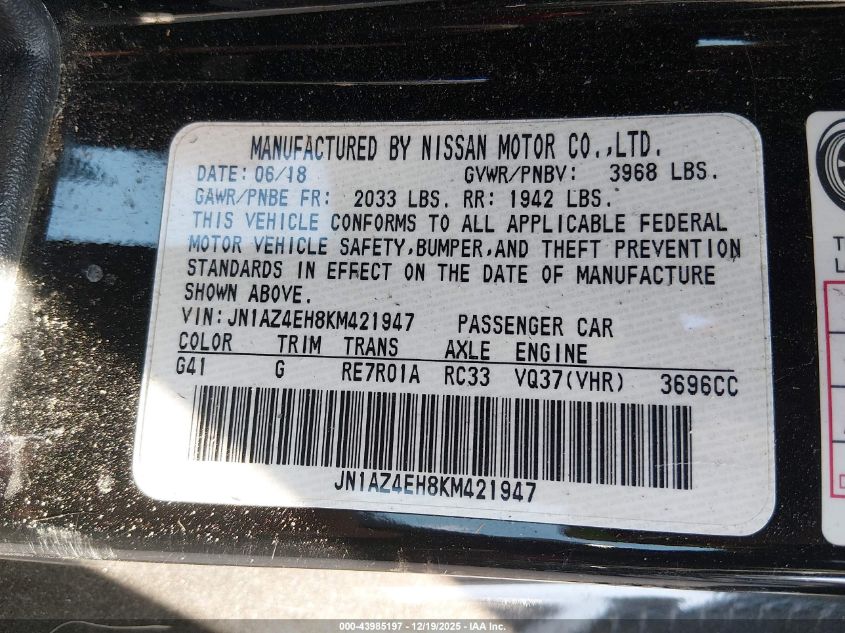 MANUFACTURED BY NISSAN MOTOR CO.,LTD.
DATE: 06/18 GVWR/PNBV: 3968 LBS.
GAWR/PNBE FR: 2033 LBS. RR: 1942 LBS.
THIS VEHICLE CONFORMS TO ALL APPLICABLE FEDERAL
MOTOR VEHICLE SAFETY,BUMPER,AND THEFT PREVENTION
STANDARDS IN EFFECT ON THE DATE OF MANUFACTURE
SHOWN ABOVE.
VIN:JN1AZ4EH8KM421947 PASSENGER CAR
COLOR TRIM TRANS AXLE ENGINE
G41 G RE7R01A RC33 VQ37(VHR) 3696CC
JN1AZ4EH8KM421947
000-43985197 - 12/19/2025 - IAA Inc.